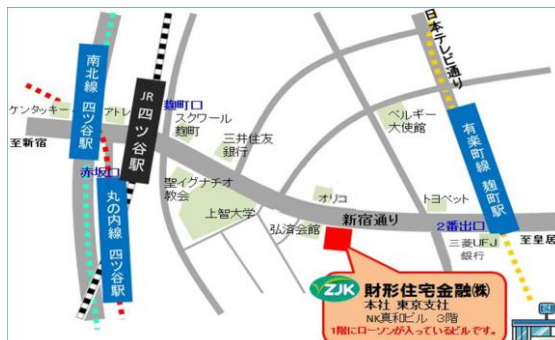 日本テレビ通り
南北線 四ツ谷駅
JR 四ツ谷駅
ケンタッキー
アトレ
麹町口
スクワール
麹町
三井住友
銀行
ベルギー
大使館
有楽町線 麹町駅
至新宿
赤坂口
丸の内線 四ツ谷駅
聖イグナチオ
教会
上智大学
弘済会館
オリコ
新宿通り
トヨペット
2番出口
三菱UFJ
銀行
至皇居
ZJK 財形住宅金融(株)
本社 東京支社
NK真和ビル 3階
1階にローソンが入っているビルです。